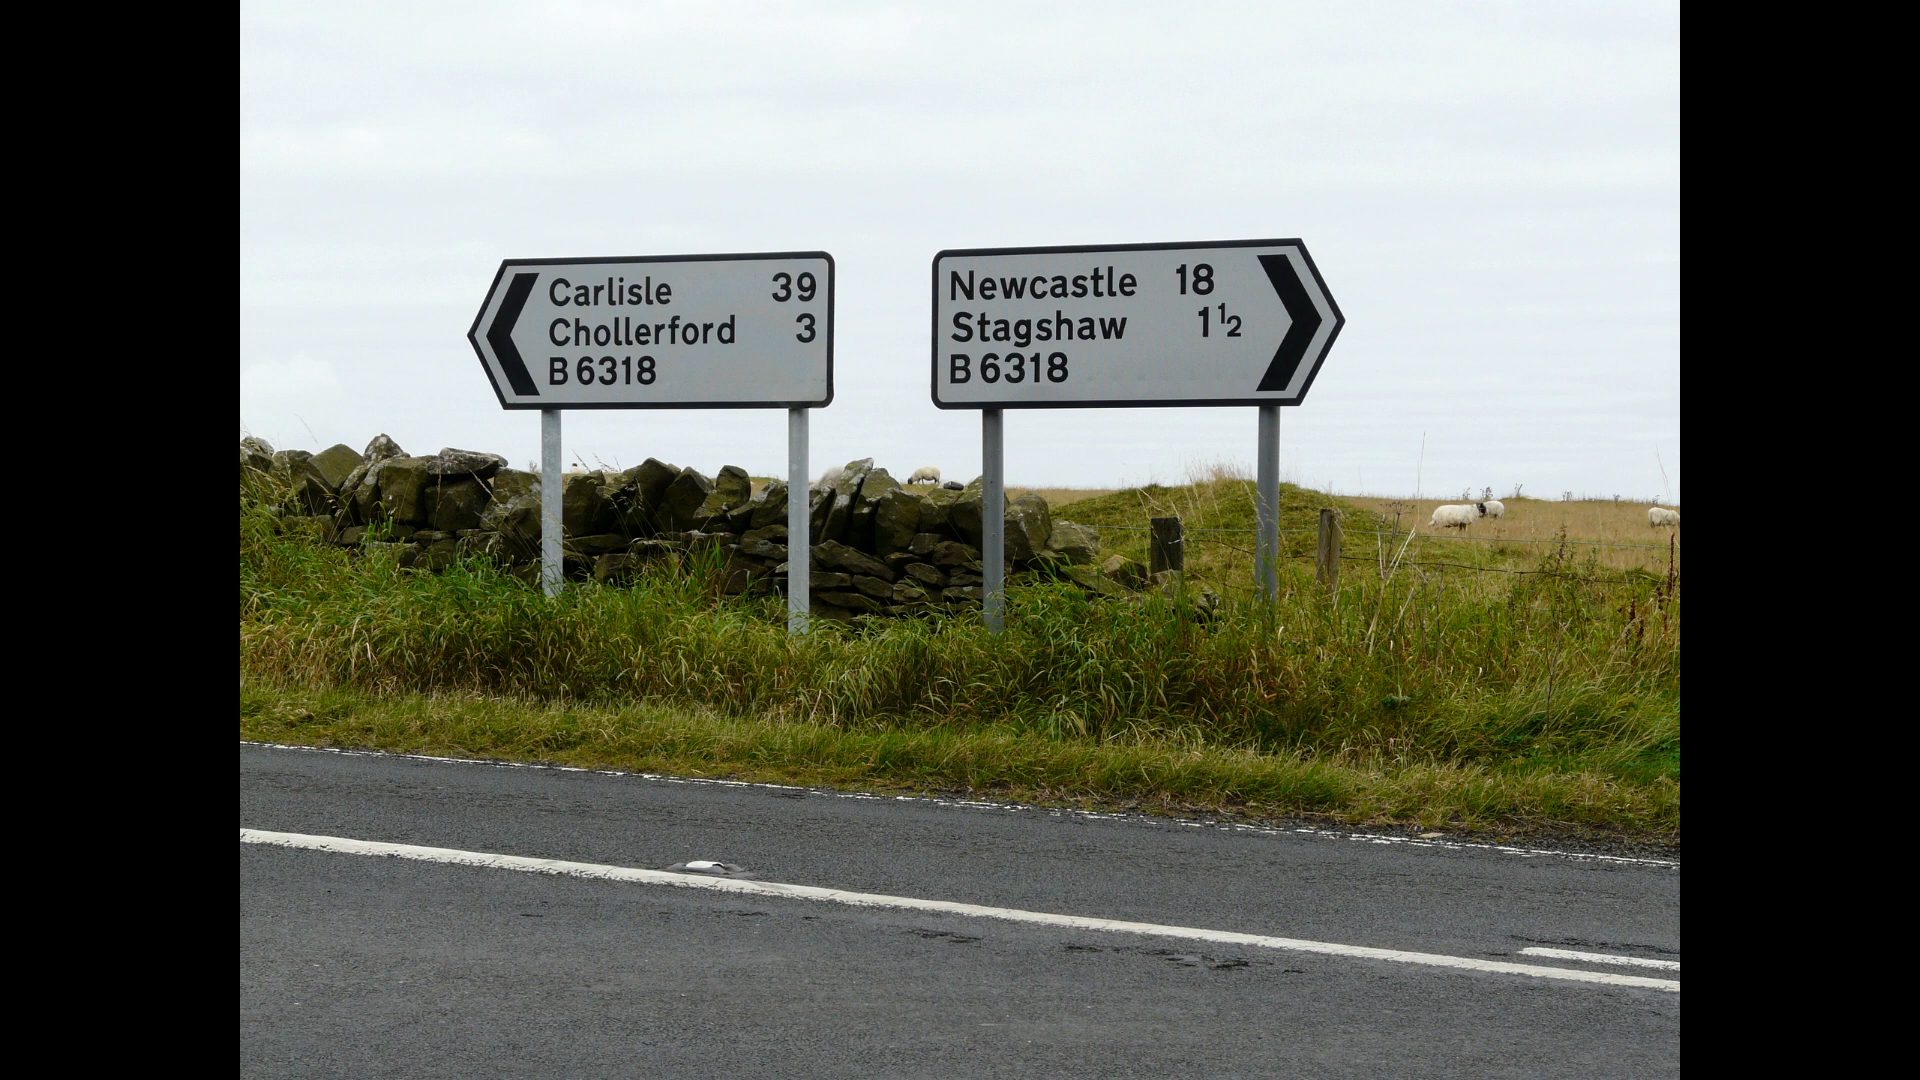 Carlisle 39
Chollerford 3
B6318
Newcastle 18
Stagshaw 1½
B6318